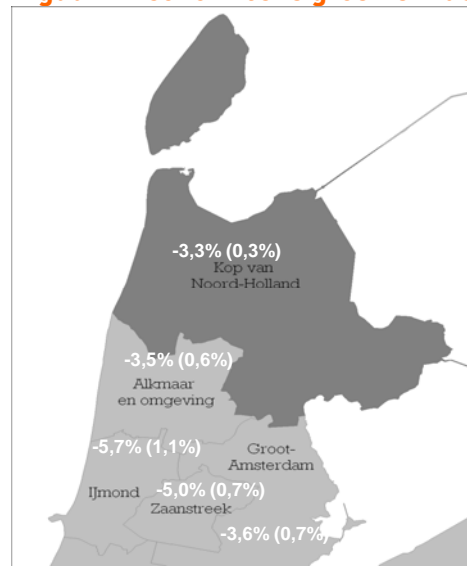 -3,3% (0,3%)
Kop van
Noord-Holland
-3,5% (0,6%)
Alkmaar
en omgeving
-5,7% (1,1%)
Groot-
Amsterdam
IJmond
-5,0% (0,7%)
Zaanstreek
-3,6% (0,7%)